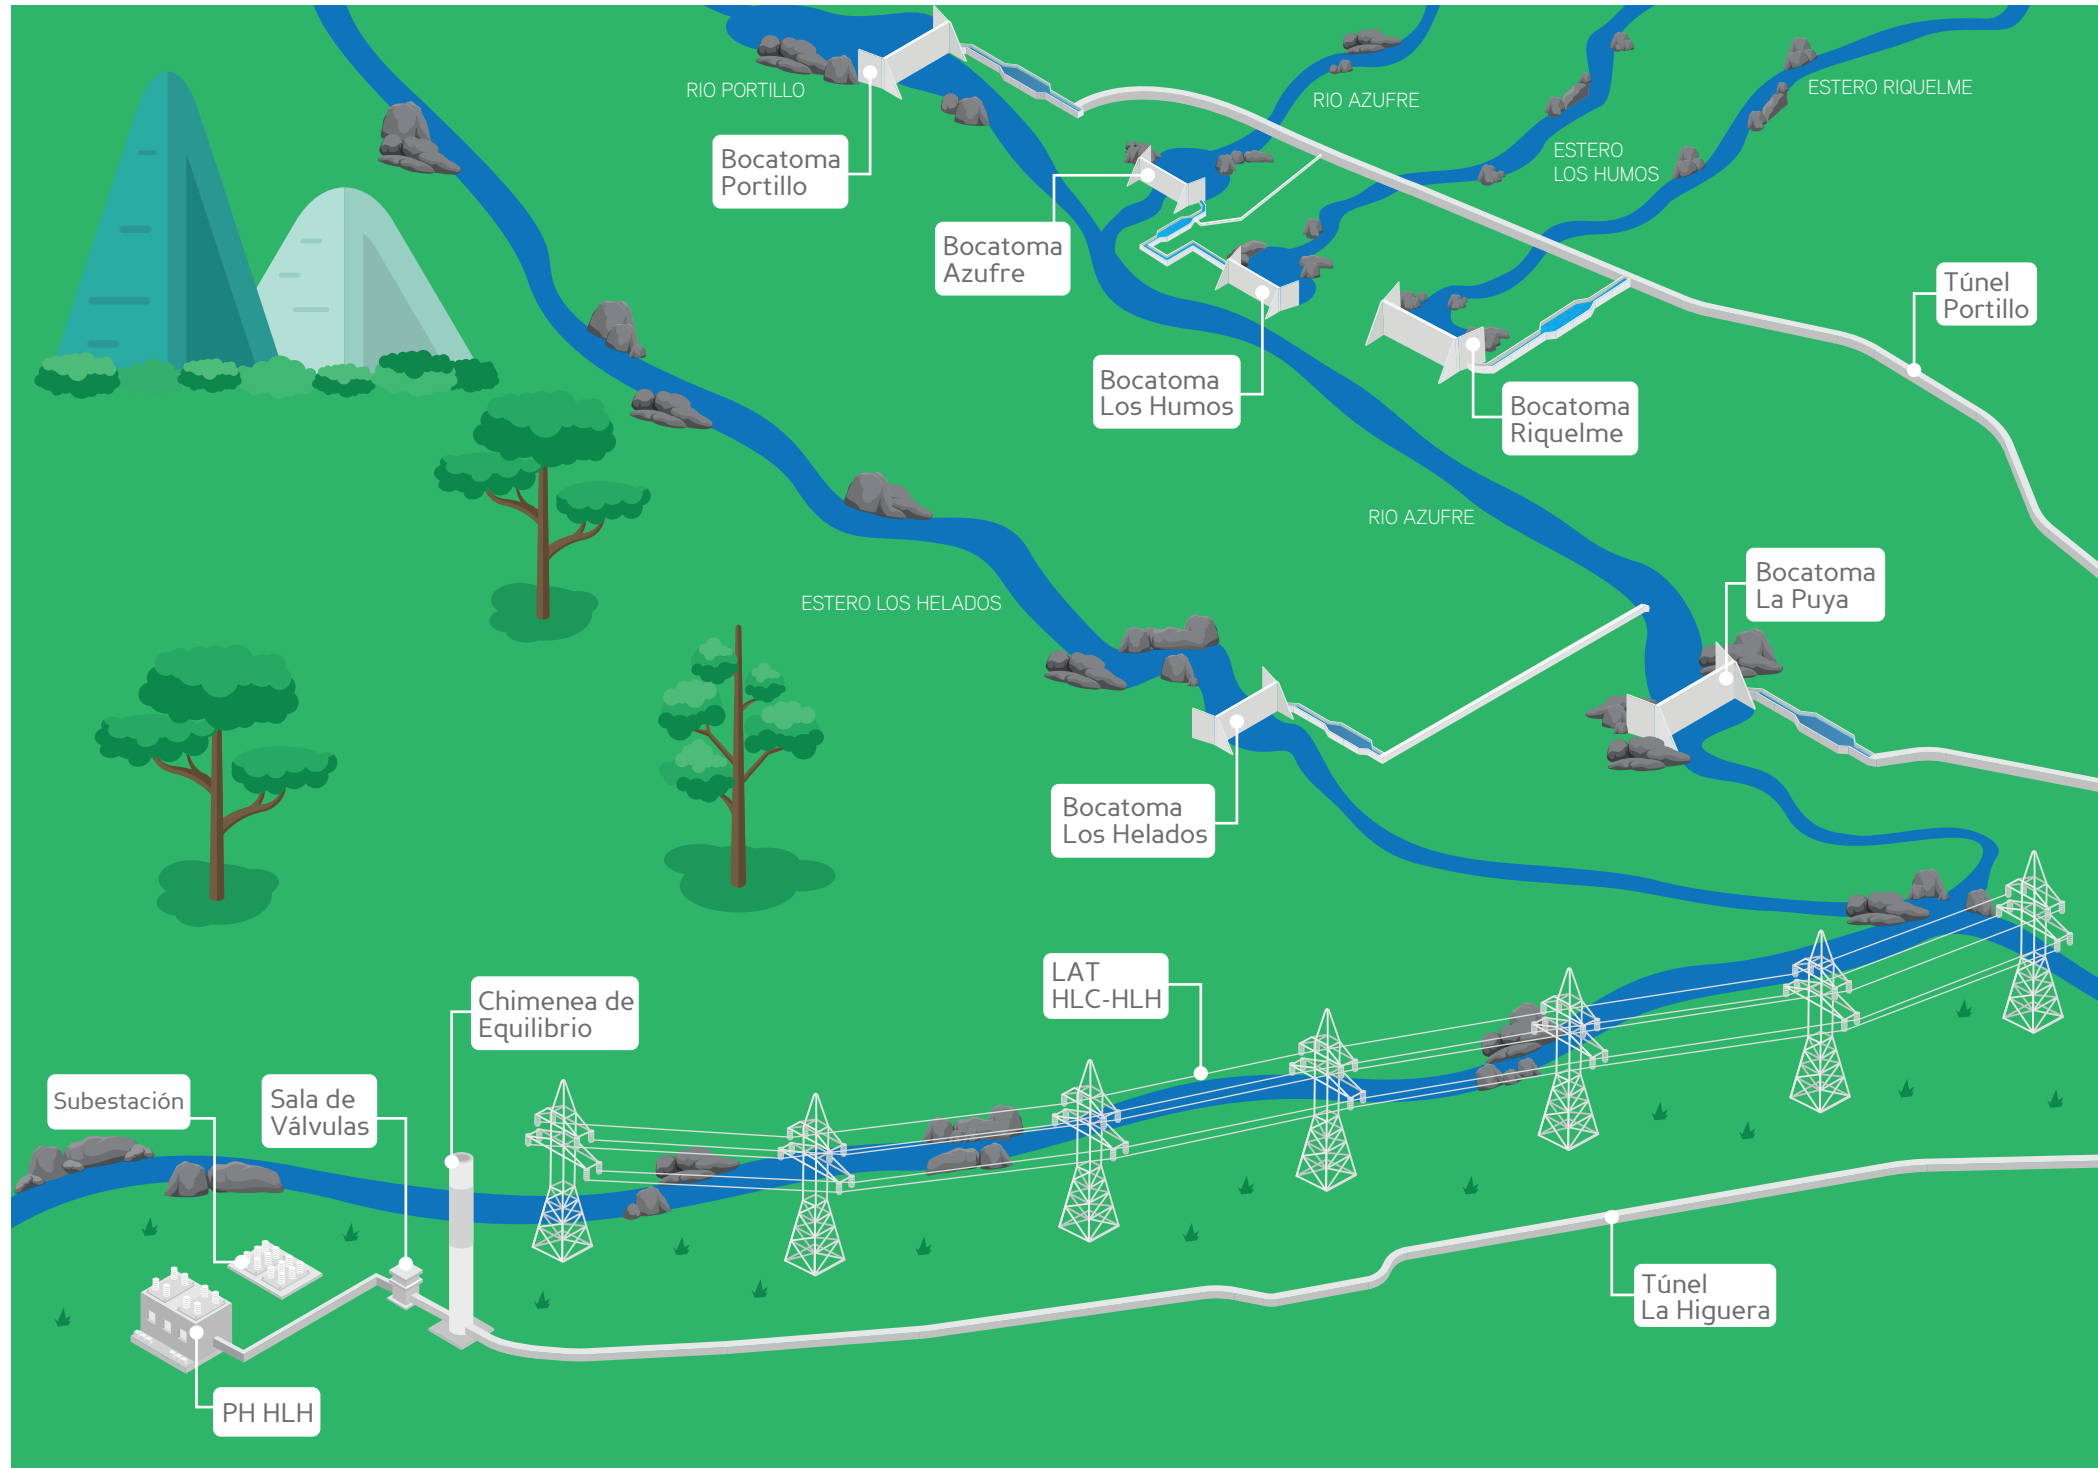 RIO PORTILLO
RIO AZUFRE
ESTERO RIQUELME
Bocatoma
Portillo
ESTERO
LOS HUMOS
Bocatoma
Azufre
Túnel
Portillo
Bocatoma
Los Humos
Bocatoma
Riquelme
RIO AZUFRE
Bocatoma
La Puya
ESTERO LOS HELADOS
Bocatoma
Los Helados
LAT
HLC-HLH
Chimenea de
Equilibrio
Subestación
Sala de
Válvulas
Túnel
La Higuera
PH HLH